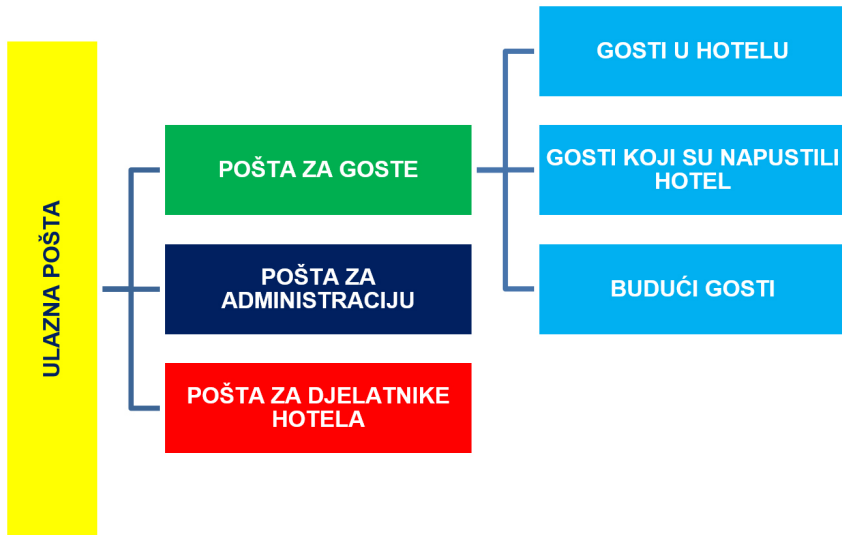 ULAZNA POŠTA
POŠTA ZA GOSTE
POŠTA ZA
ADMINISTRACIJU
POŠTA ZA DJELATNIKE
HOTELA
GOSTI U HOTELU
GOSTI KOJI SU NAPUSTILI
HOTEL
BUDUĆI GOSTI